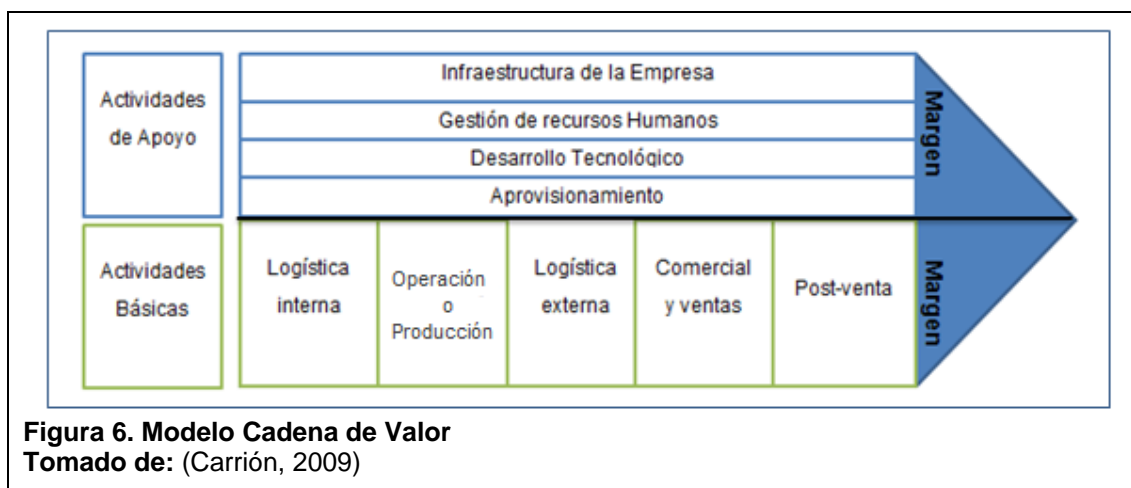 Actividades
de Apoyo
Infraestructura de la Empresa
Gestión de recursos Humanos
Desarrollo Tecnológico
Aprovisionamiento
Margen
Actividades
Básicas
Logística
interna
Operación
o
Producción
Logística
externa
Comercial
y ventas
Post-venta
Margen
Figura 6. Modelo Cadena de Valor
Tomado de: (Carrión, 2009)